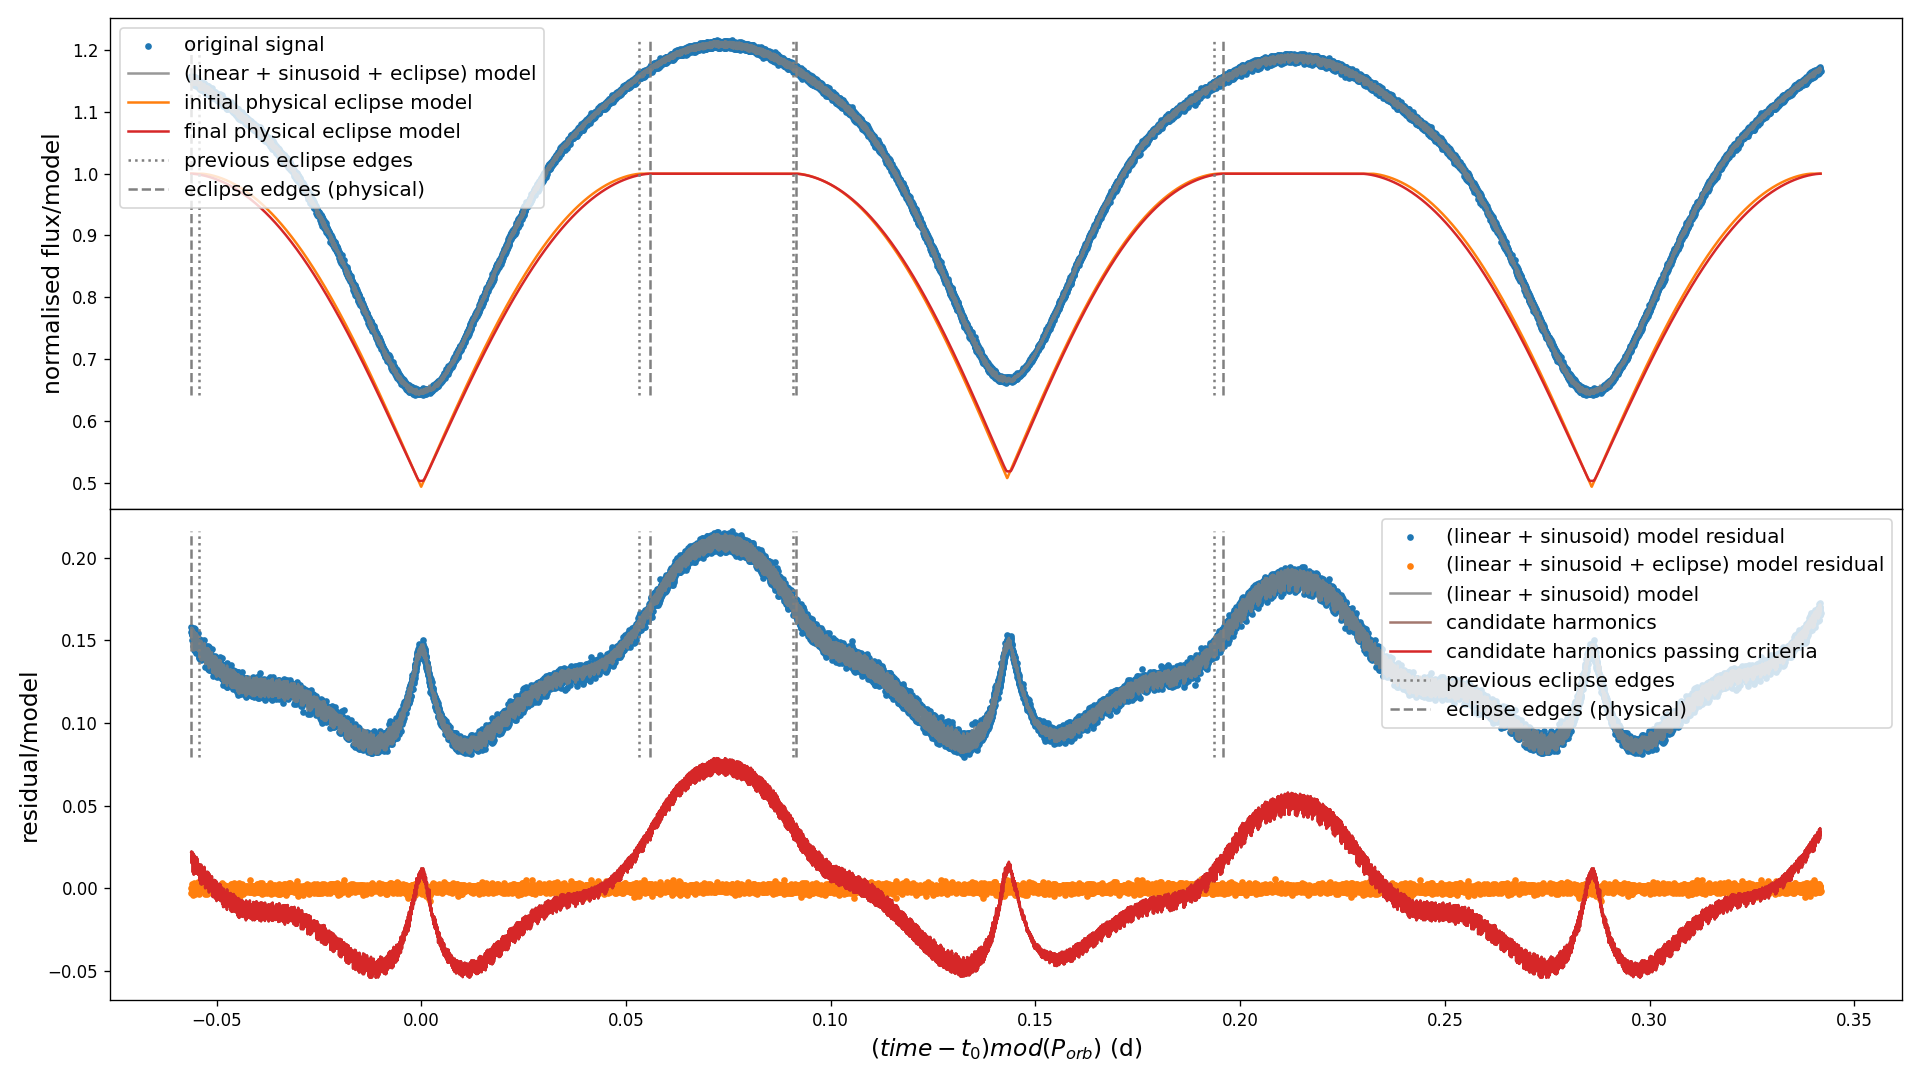 normalised flux/model
1.2
1.1
1.0
0.9
0.8
0.7
0.6
0.5
original signal
(linear + sinusoid + eclipse) model
initial physical eclipse model
final physical eclipse model
previous eclipse edges
eclipse edges (physical)
residual/model
0.20
0.15
0.10
0.05
0.00
−0.05
(linear + sinusoid) model residual
(linear + sinusoid + eclipse) model residual
(linear + sinusoid) model
candidate harmonics
candidate harmonics passing criteria
previous eclipse edges
eclipse edges (physical)
−0.05 0.00 0.05 0.10 0.15 0.20 0.25 0.30 0.35
(time − t₀)mod(P_orb) (d)